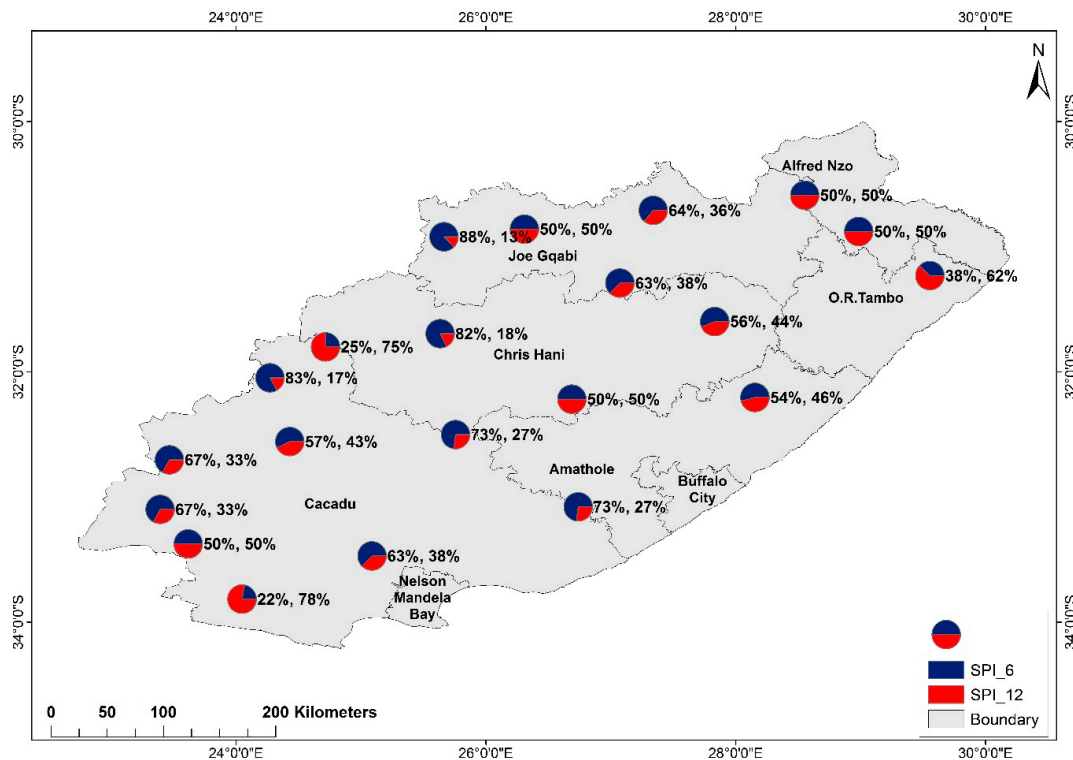 24°0'0"E 26°0'0"E 28°0'0"E 30°0'0"E
N
30°0'0"S 30°0'0"S
Alfred Nzo
50%, 50%
64%, 36%
50%, 50%
88%, 13%
50%, 50%
Joe Gqabi
38%, 62%
63%, 38%
O.R.Tambo
56%, 44%
82%, 18%
25%, 75%
Chris Hani
32°0'0"S 32°0'0"S
83%, 17%
50%, 50%
54%, 46%
73%, 27%
57%, 43%
67%, 33%
Amathole
Buffalo
City
Cacadu
73%, 27%
67%, 33%
50%, 50%
63%, 38%
Nelson
Mandela
Bay
22%, 78%
34°0'0"S 34°0'0"S
SPI_6
SPI_12
Boundary
0 50 100 200 Kilometers
24°0'0"E 26°0'0"E 28°0'0"E 30°0'0"E